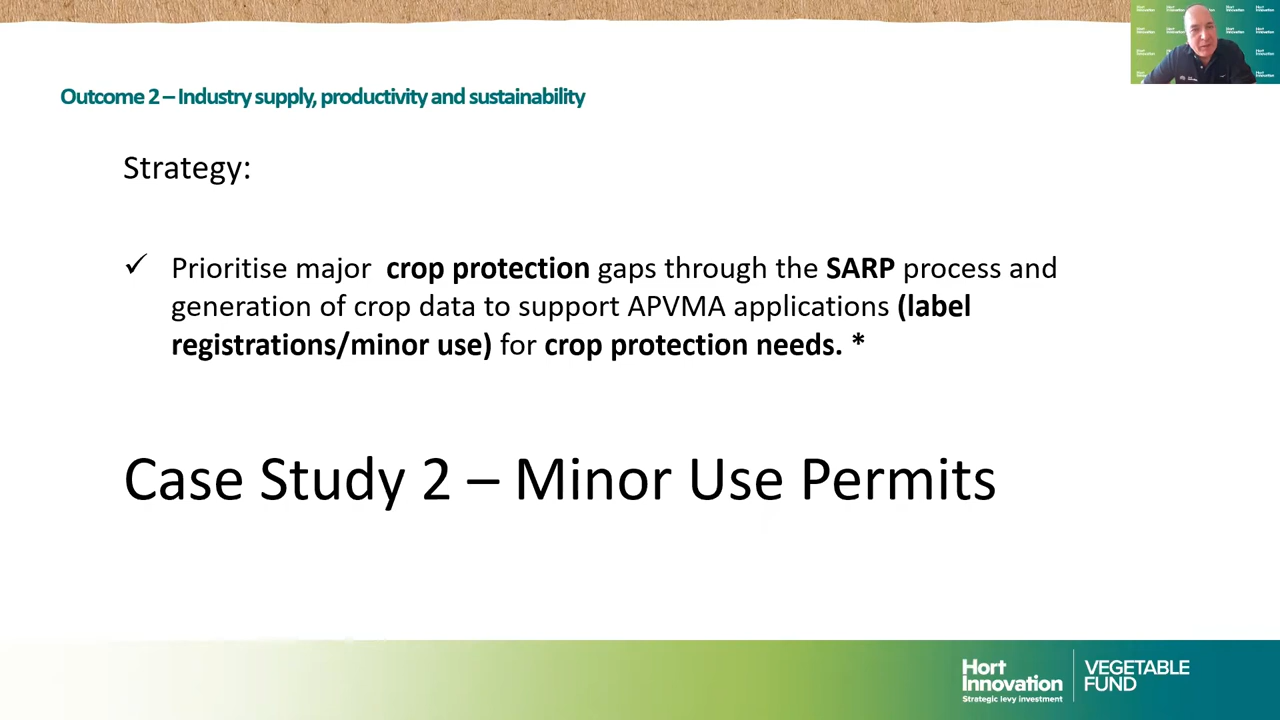 Outcome 2 – Industry supply, productivity and sustainability
Strategy:
✓ Prioritise major crop protection gaps through the SARP process and
generation of crop data to support APVMA applications (label
registrations/minor use) for crop protection needs. *
Case Study 2 – Minor Use Permits
Hort
Innovation
Strategic levy investment
VEGETABLE
FUND